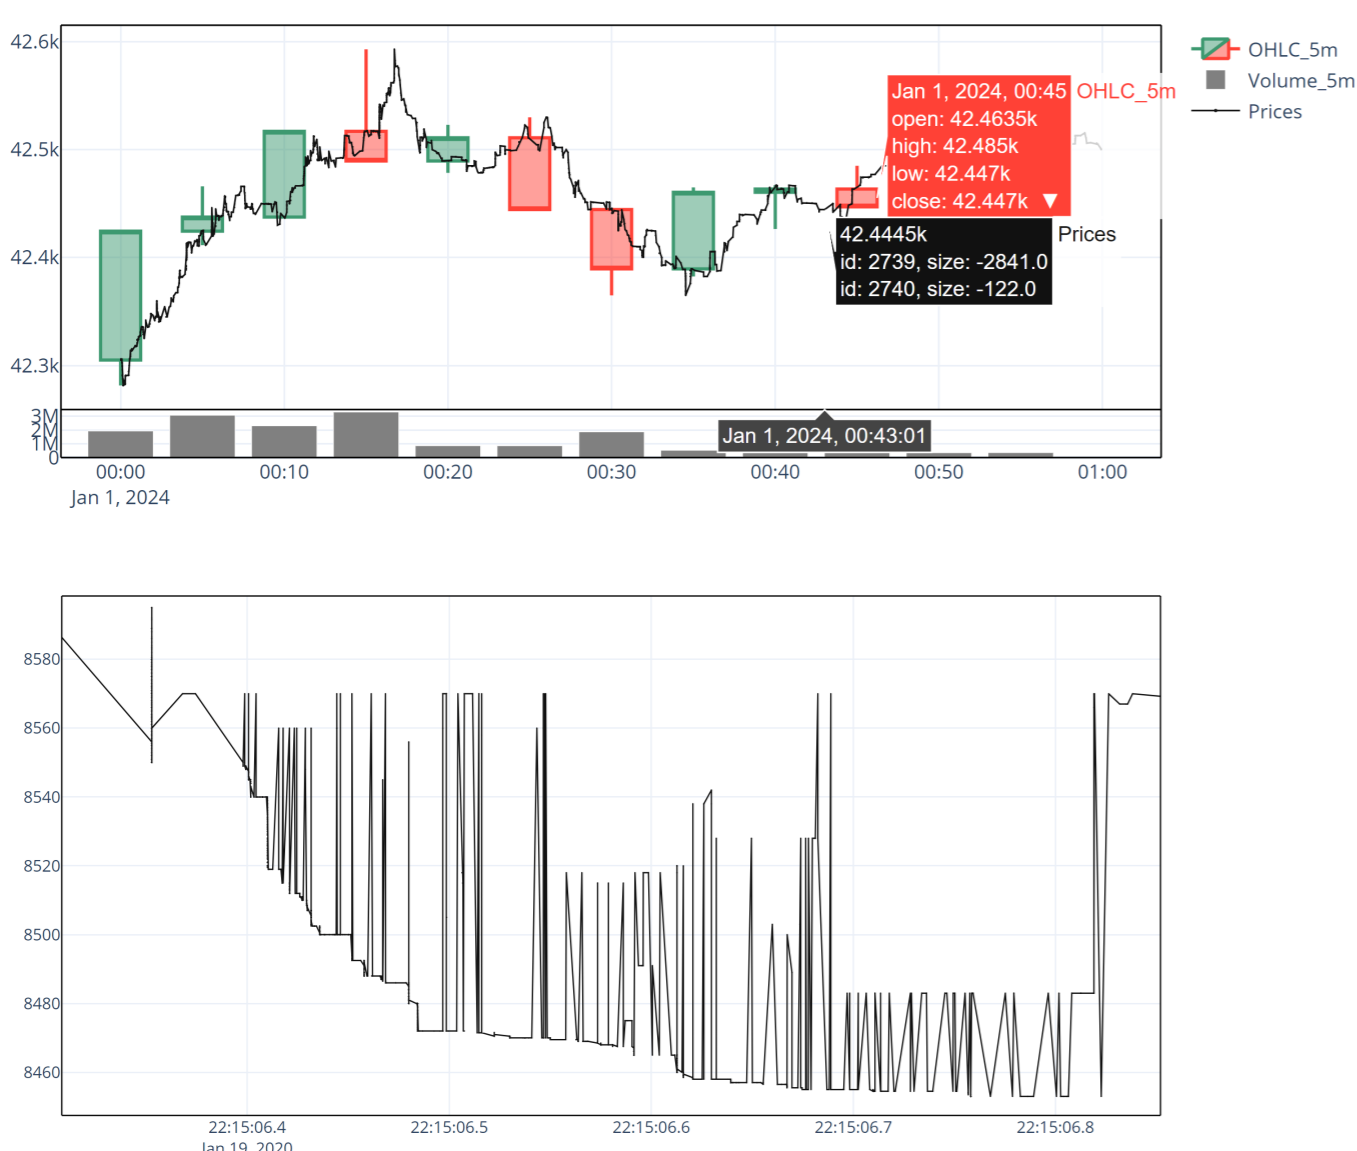 42.6k
42.5k
42.4k
42.3k
OHLC_5m
Volume_5m
Prices
Jan 1, 2024, 00:45 OHLC_5m
open: 42.4635k
high: 42.485k
low: 42.447k
close: 42.447k ▼
42.4445k Prices
id: 2739, size: -2841.0
id: 2740, size: -122.0
3M
2M
1M
0
Jan 1, 2024, 00:43:01
00:00 00:10 00:20 00:30 00:40 00:50 01:00
Jan 1, 2024
8580
8560
8540
8520
8500
8480
8460
22:15:06.4 22:15:06.5 22:15:06.6 22:15:06.7 22:15:06.8
Jan 19, 2020